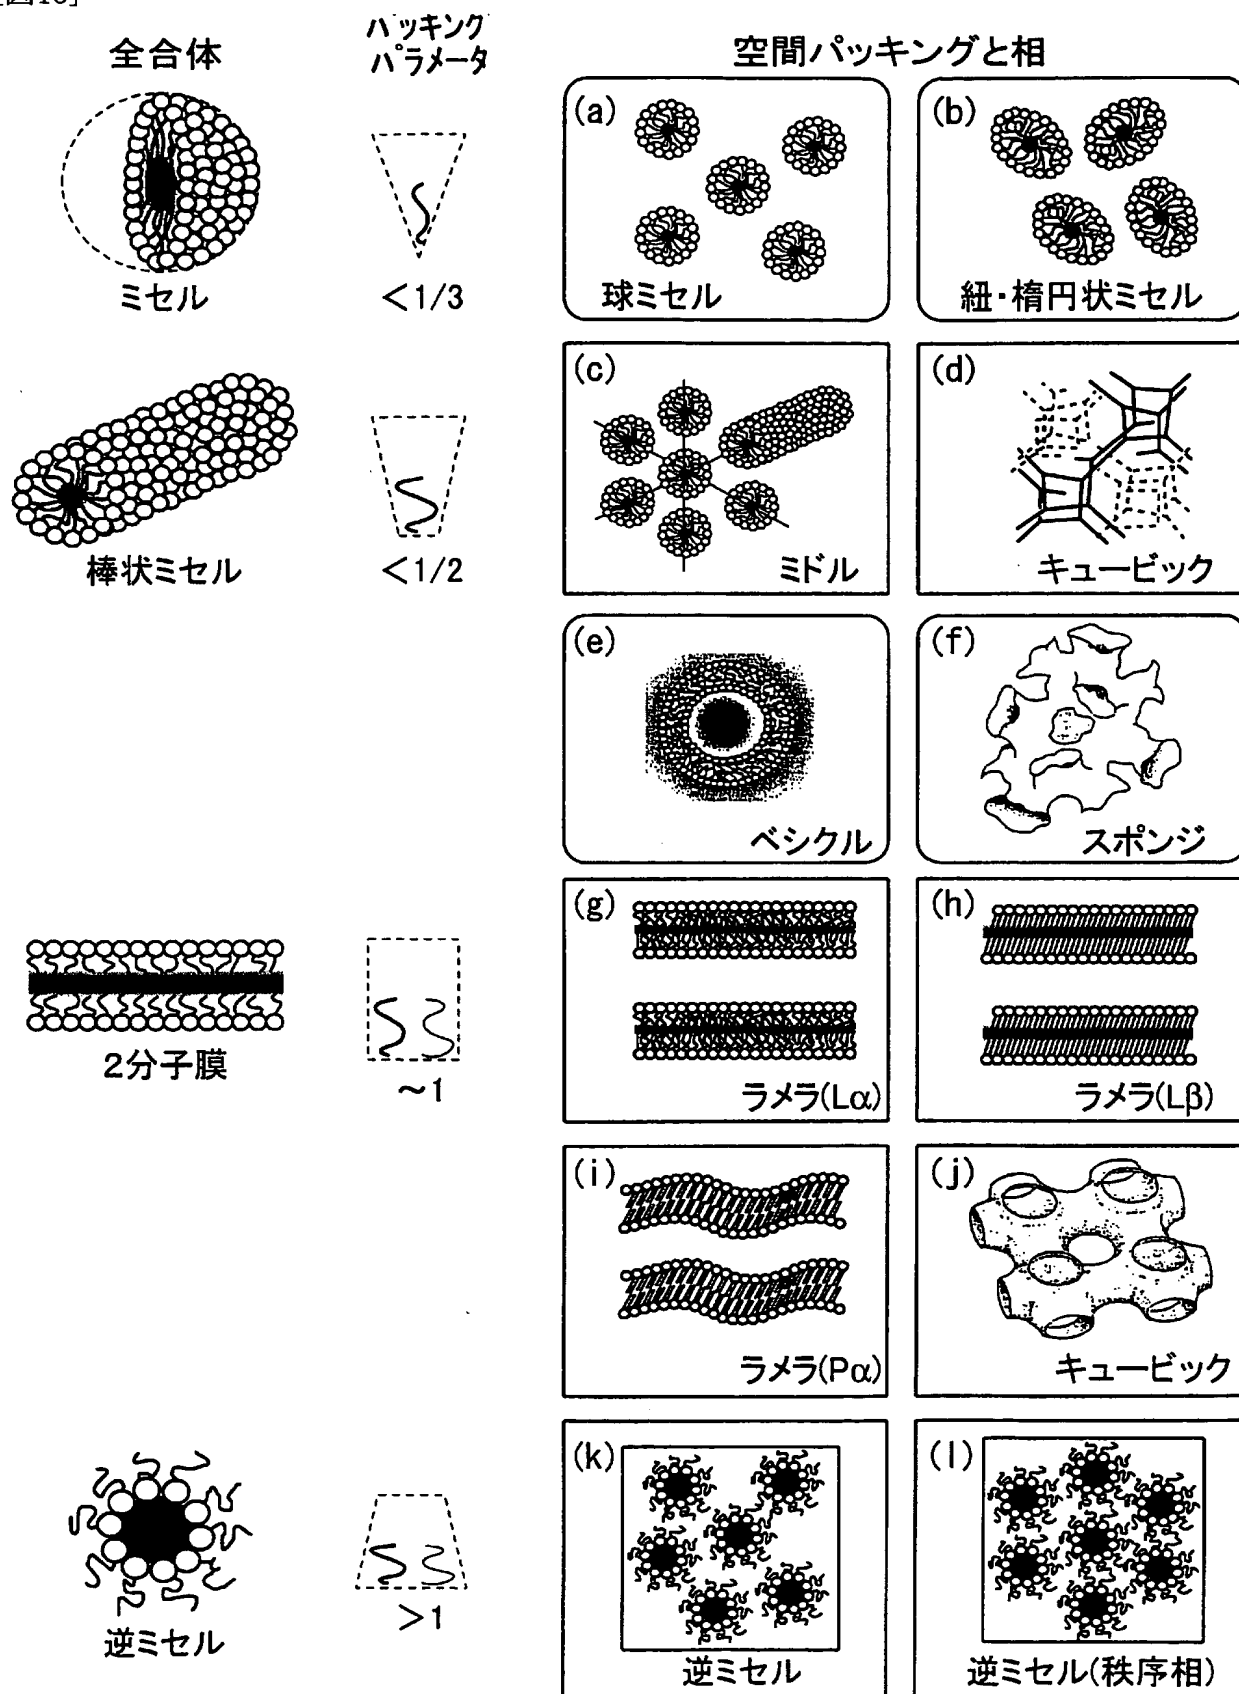 全合体
パッキング
パラメータ
空間パッキングと相
ミセル
<1/3
(a)
球ミセル
(b)
紐・楕円状ミセル
棒状ミセル
<1/2
(c)
ミドル
(d)
キュービック
(e)
ベシクル
(f)
スポンジ
2分子膜
~1
(g)
ラメラ(Lα)
(h)
ラメラ(Lβ)
(i)
ラメラ(Pα)
(j)
キュービック
逆ミセル
>1
(k)
逆ミセル
(l)
逆ミセル(秩序相)